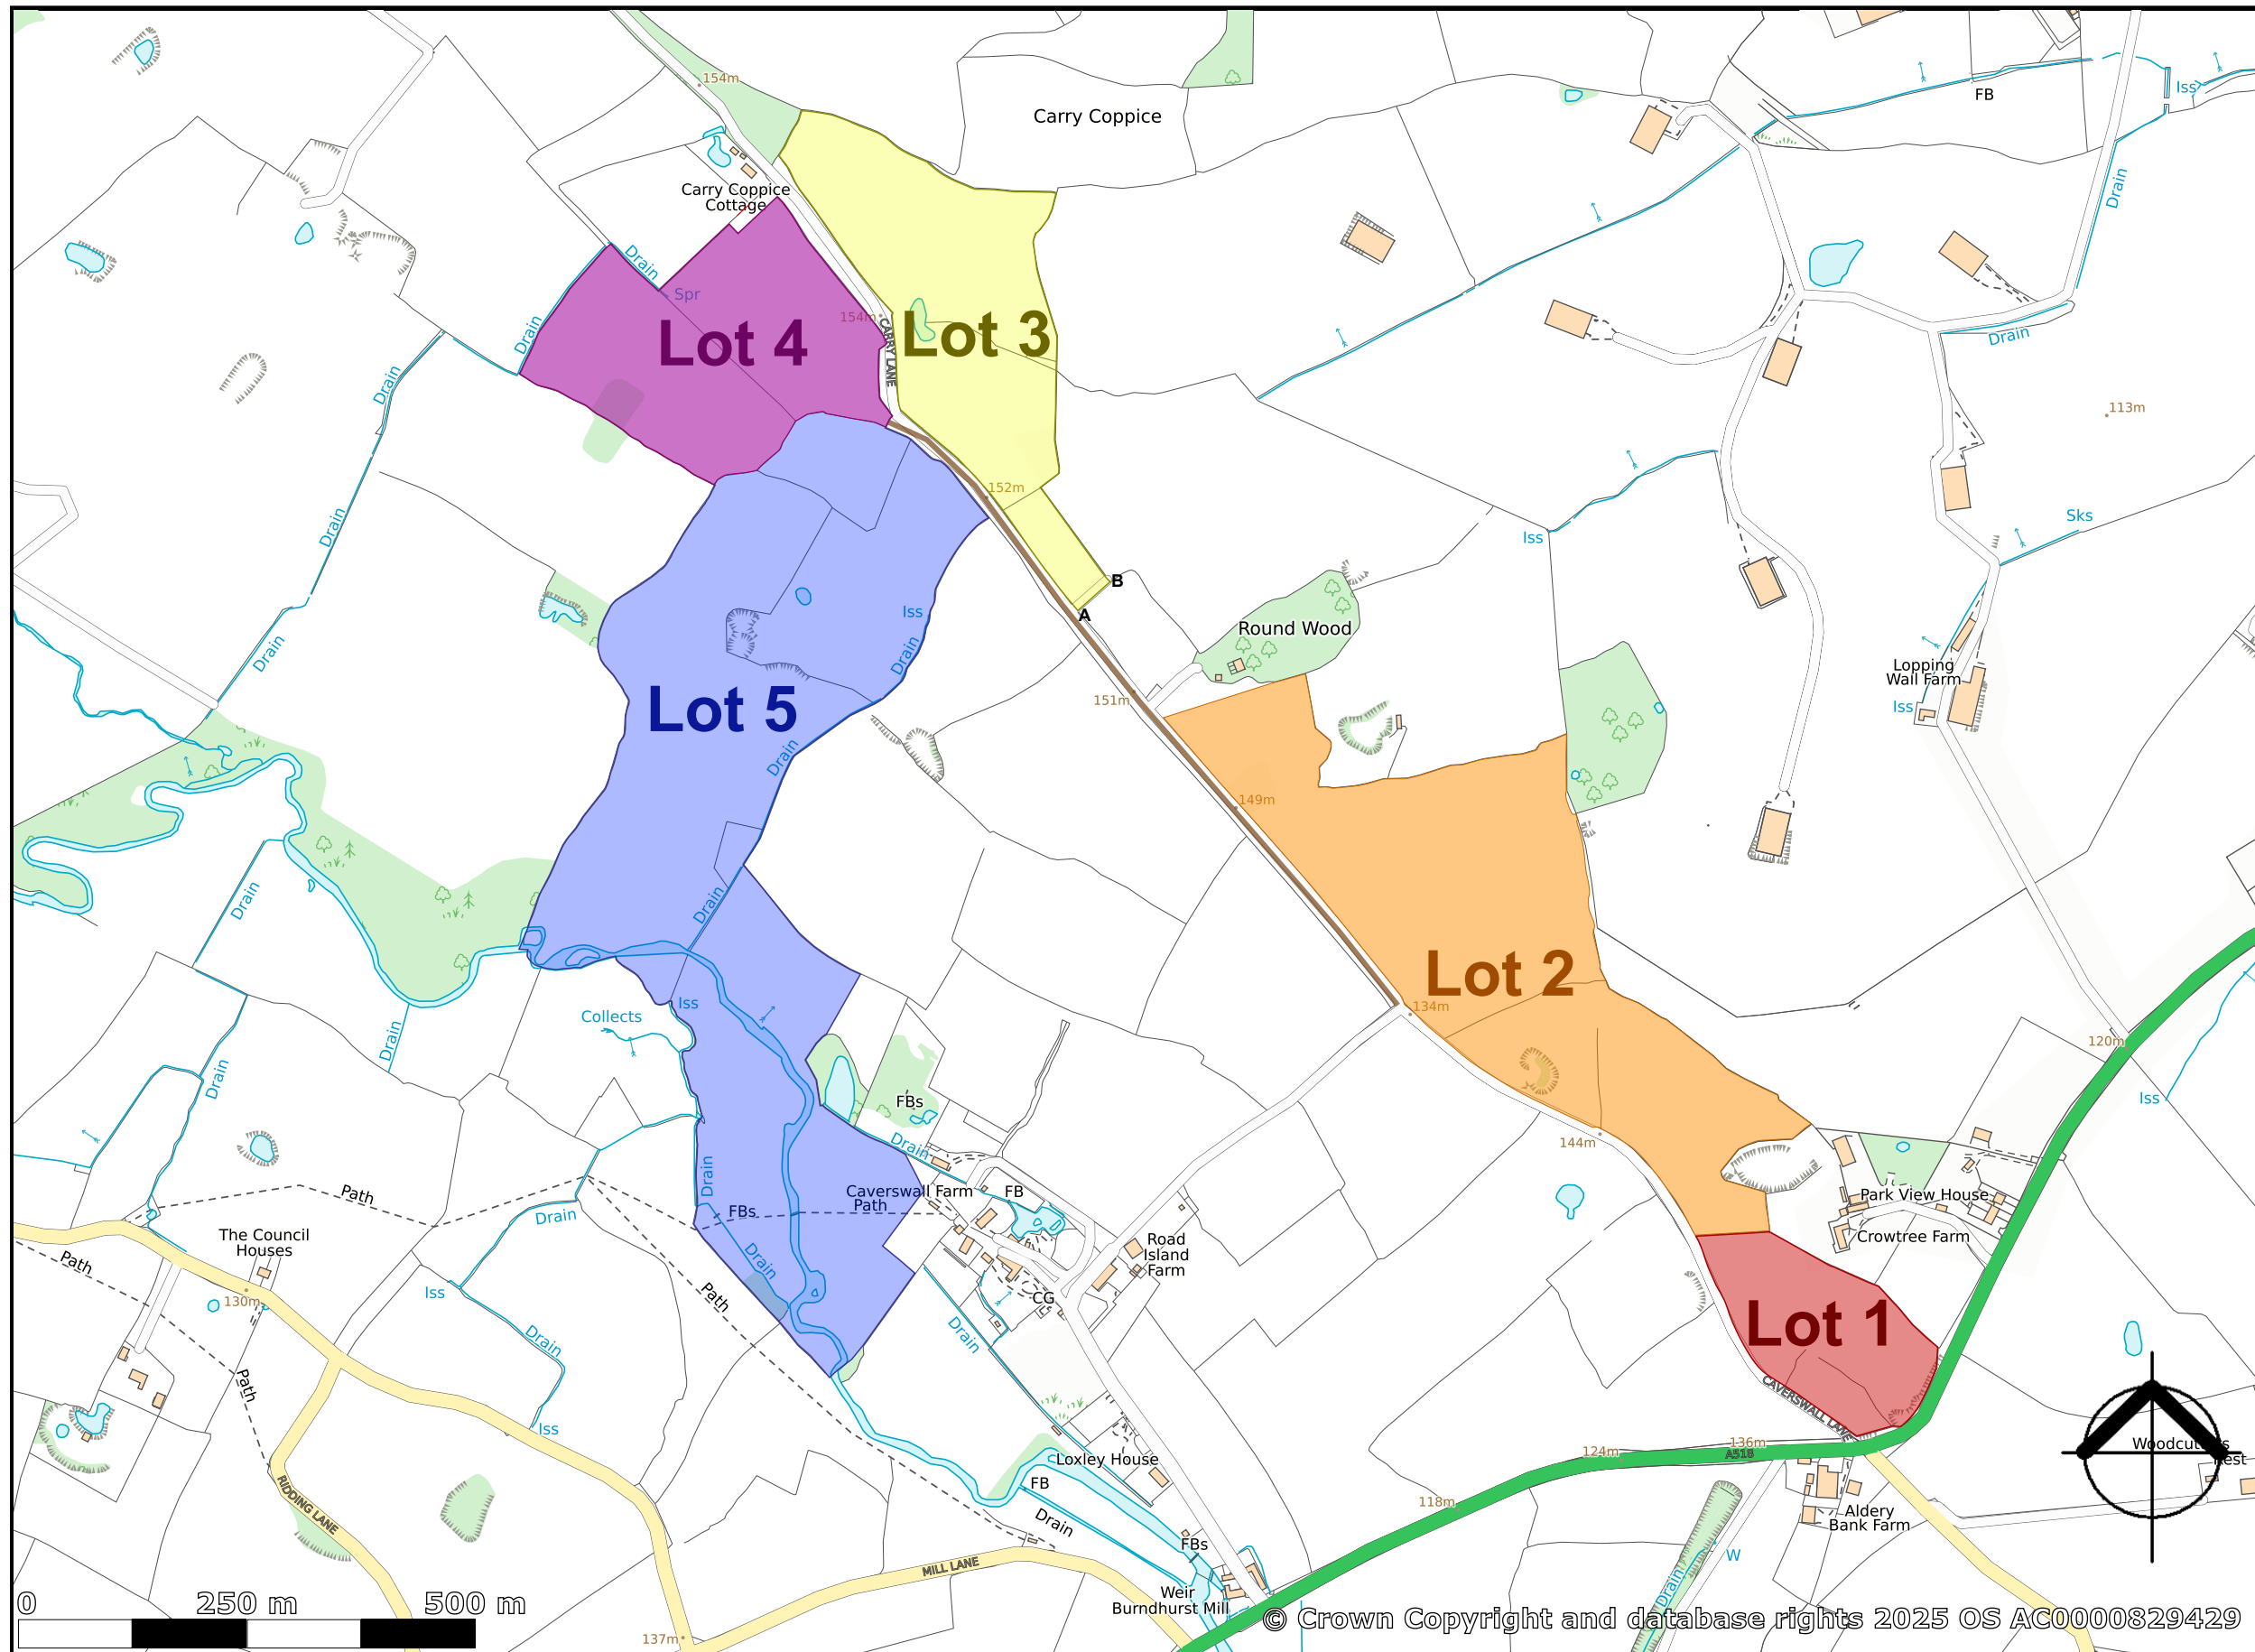 154m
Iss
FB
Carry Coppice
Drain
Carry Coppice
Cottage
Drain
Spr
154m
CARRY LANE
Lot 4
Lot 3
Drain
Drain
Drain
113m
152m
Drain
Iss
Sks
B
A
Iss
Round Wood
Drain
Drain
Lopping
Wall Farm
Iss
151m
Lot 5
Drain
149m
Drain
Drain
Lot 2
Iss
Collects
134m
Drain
120m
Drain
FBs
Iss
144m
Drain
Drain
Path
Caverswall Farm
FB
Path
FBs
Park View House
Drain
The Council
Houses
Crowtree Farm
Road
Island
Farm
Path
Drain
Iss
130m
Path
CG
Lot 1
Drain
Drain
Path
CAVERSWALL LANE
Iss
136m
124m
A518
Woodcutters
Rest
Loxley House
FB
118m
RIDDING LANE
Drain
Aldery
Bank Farm
FBs
W
MILL LANE
Drain
Weir
Burndhurst Mill
0
250 m
500 m
137m
© Crown Copyright and database rights 2025 OS AC0000829429